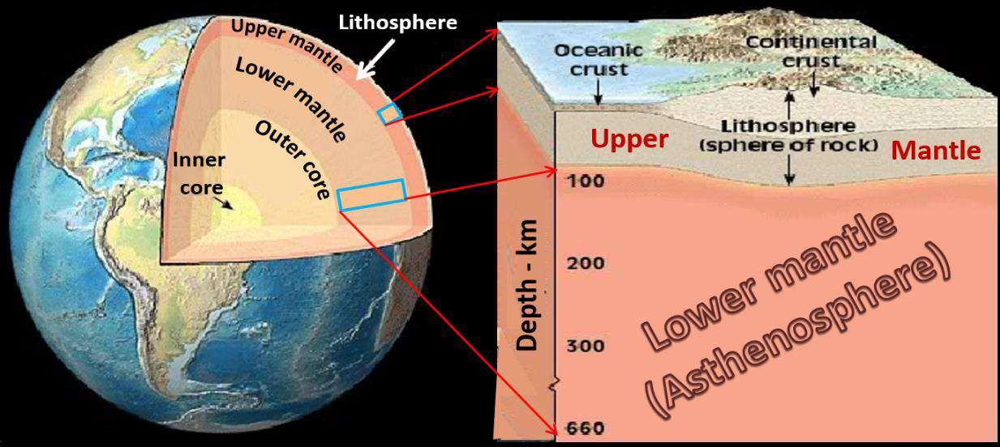 Lithosphere
Upper mantle
Lower mantle
Outer core
Inner
core
Oceanic
crust
Continental
crust
Lithosphere
(sphere of rock)
Upper
Mantle
Depth - km
100
200
300
660
Lower mantle
(Asthenosphere)